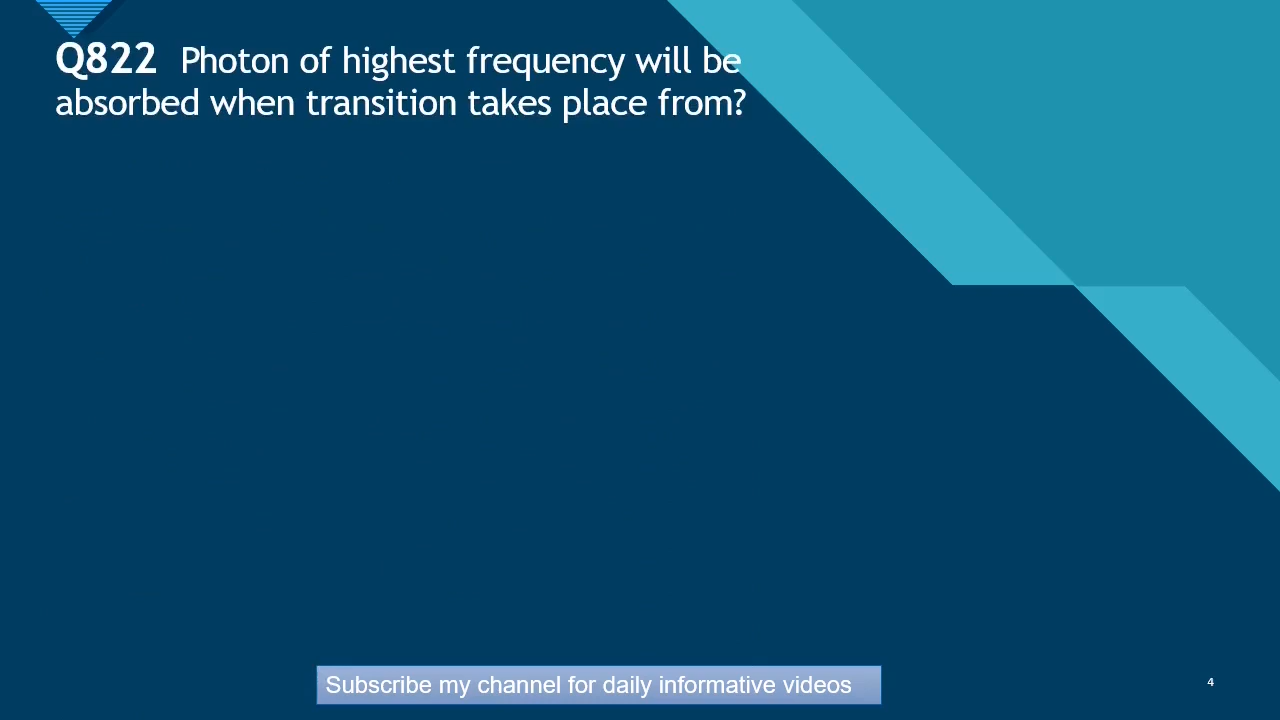 Q822 Photon of highest frequency will be
absorbed when transition takes place from?
Subscribe my channel for daily informative videos
4